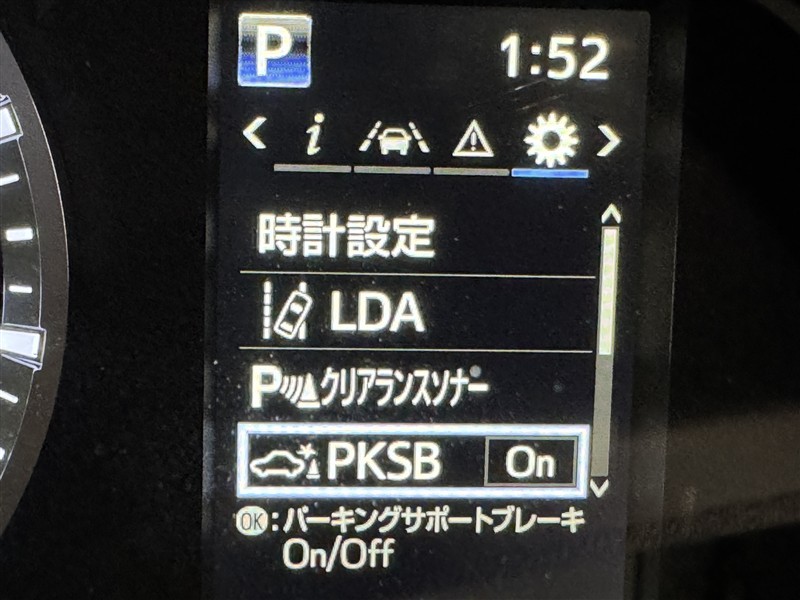 P 1:52
i
時計設定
LDA
Pクリアランスソナー
PKSB On
OK:パーキングサポートブレーキ
On/Off